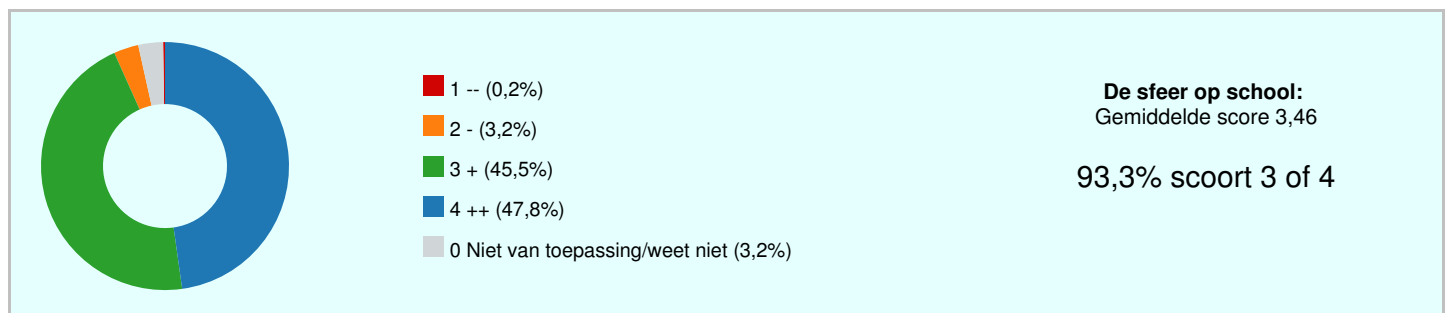 1 -- (0,2%)
2 - (3,2%)
3 + (45,5%)
4 ++ (47,8%)
0 Niet van toepassing/weet niet (3,2%)
De sfeer op school:
Gemiddelde score 3,46
93,3% scoort 3 of 4